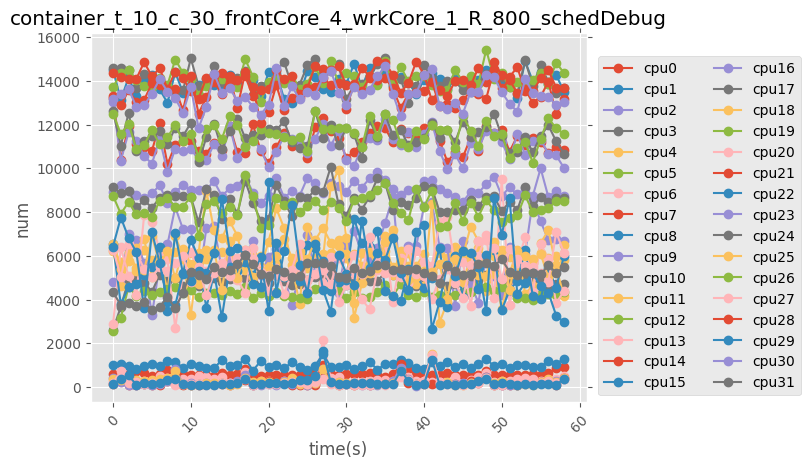 container_t_10_c_30_frontCore_4_wrkCore_1_R_800_schedDebug
16000
14000
12000
10000
8000
6000
4000
2000
0
num
0
10
20
30
40
50
60
time(s)
cpu0
cpu1
cpu2
cpu3
cpu4
cpu5
cpu6
cpu7
cpu8
cpu9
cpu10
cpu11
cpu12
cpu13
cpu14
cpu15
cpu16
cpu17
cpu18
cpu19
cpu20
cpu21
cpu22
cpu23
cpu24
cpu25
cpu26
cpu27
cpu28
cpu29
cpu30
cpu31